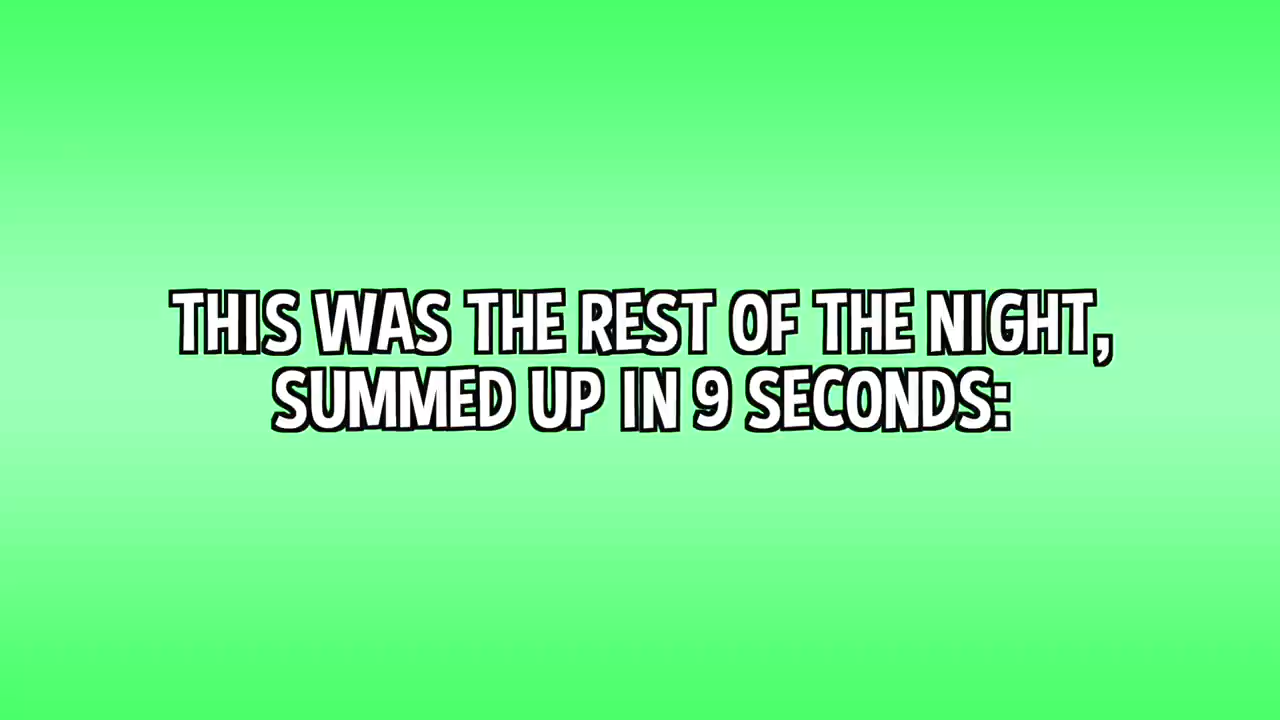 THIS WAS THE REST OF THE NIGHT,
SUMMED UP IN 9 SECONDS: